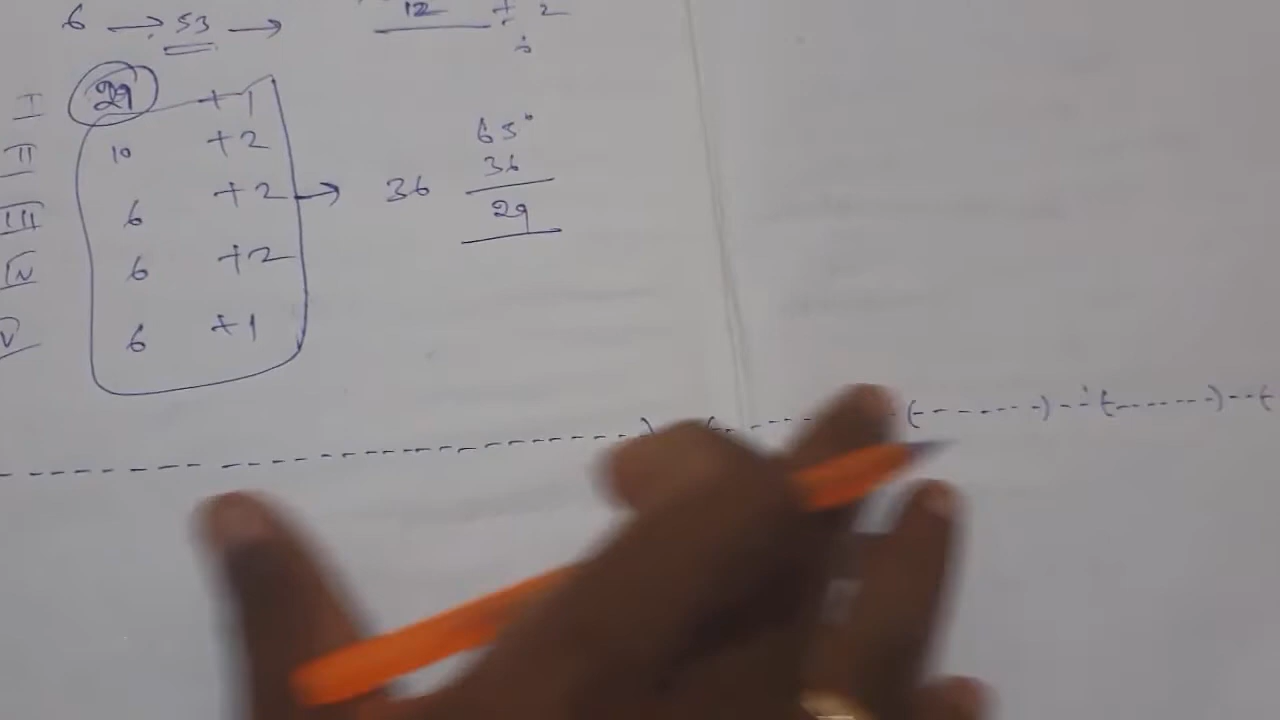 6 → 53 →
12 + 2
I 29 + 1
II 10 +2
III 6 +2 → 36
IV 6 +2
V 6 +1
65
36
29
(-------) -- (-------) -- (